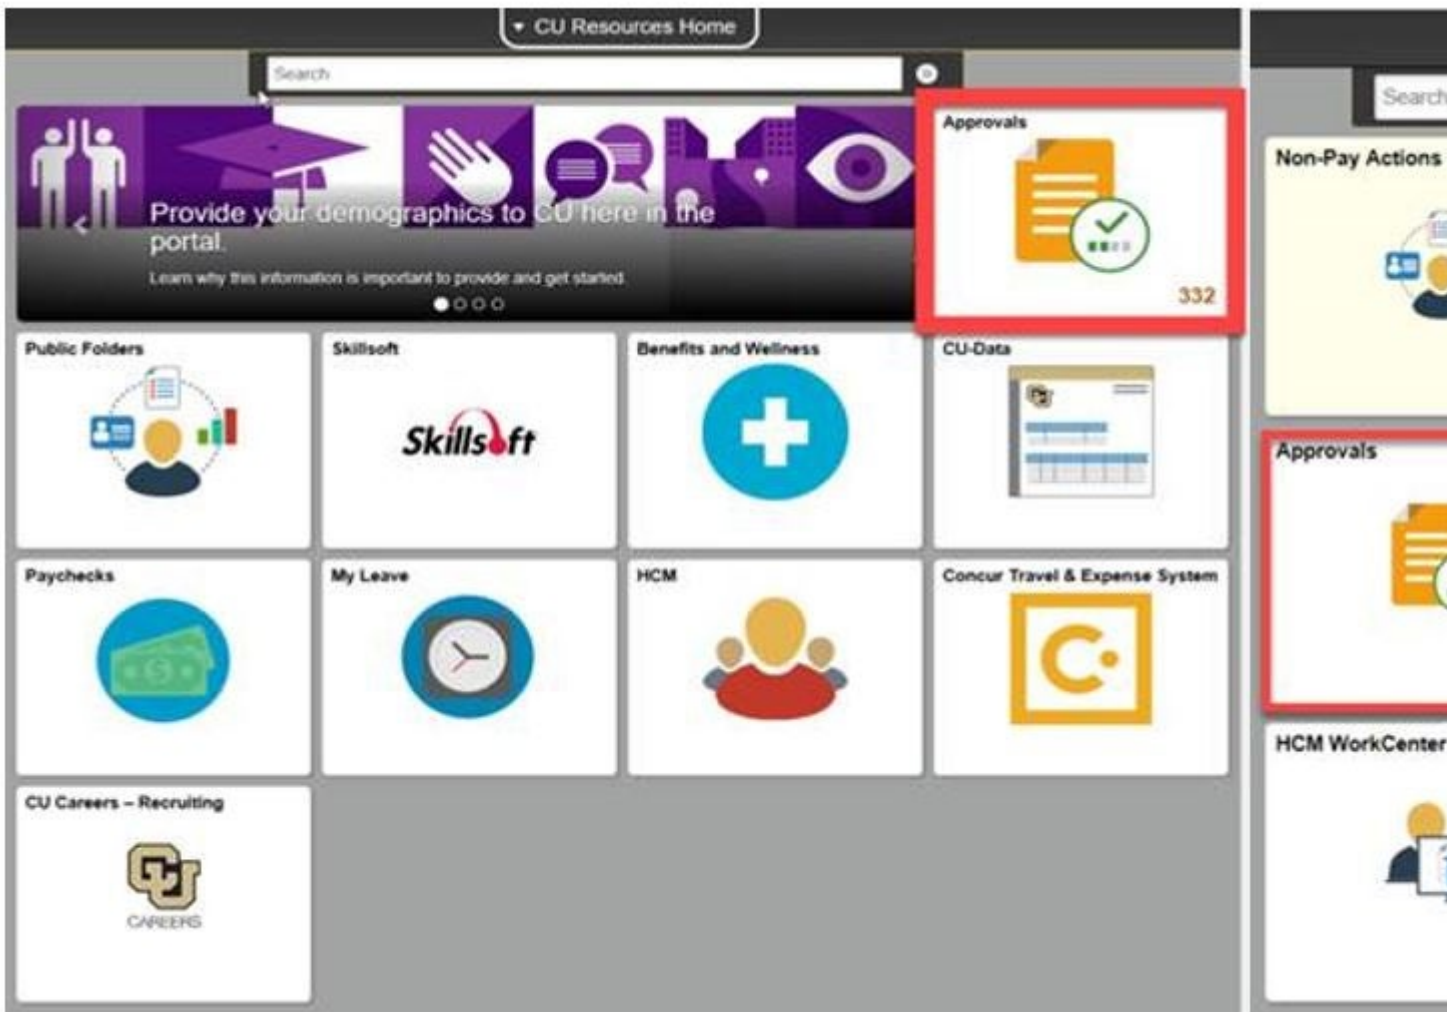 CU Resources Home
Search
Provide your demographics to CU here in the
portal.
Learn why this information is important to provide and get started.
Approvals
332
Public Folders
Skillsoft
Skillsoft
Benefits and Wellness
CU-Data
Paychecks
My Leave
HCM
Concur Travel & Expense System
CU Careers – Recruiting
CU
CAREERS
Search
Non-Pay Actions
Approvals
HCM WorkCenter